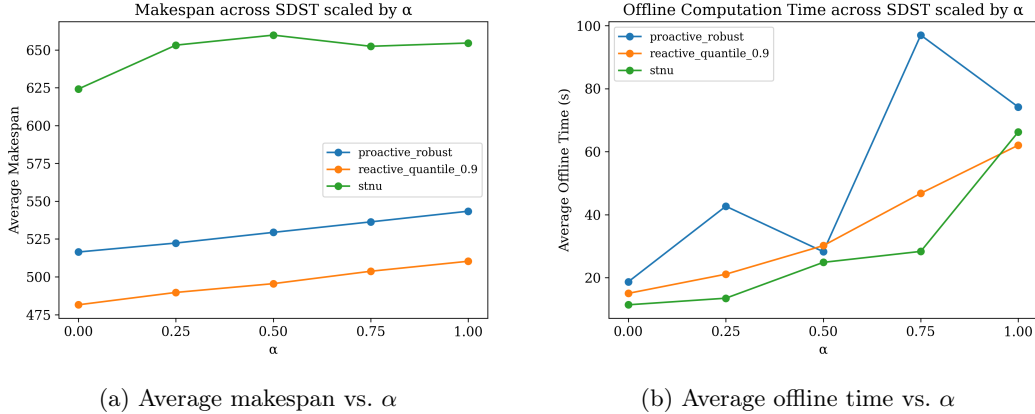 Makespan across SDST scaled by α
Average Makespan
650
625
600
575
550
525
500
475
proactive_robust
reactive_quantile_0.9
stnu
0.00
0.25
0.50
0.75
1.00
α
(a) Average makespan vs. α
Offline Computation Time across SDST scaled by α
Average Offline Time (s)
100
80
60
40
20
proactive_robust
reactive_quantile_0.9
stnu
0.00
0.25
0.50
0.75
1.00
α
(b) Average offline time vs. α